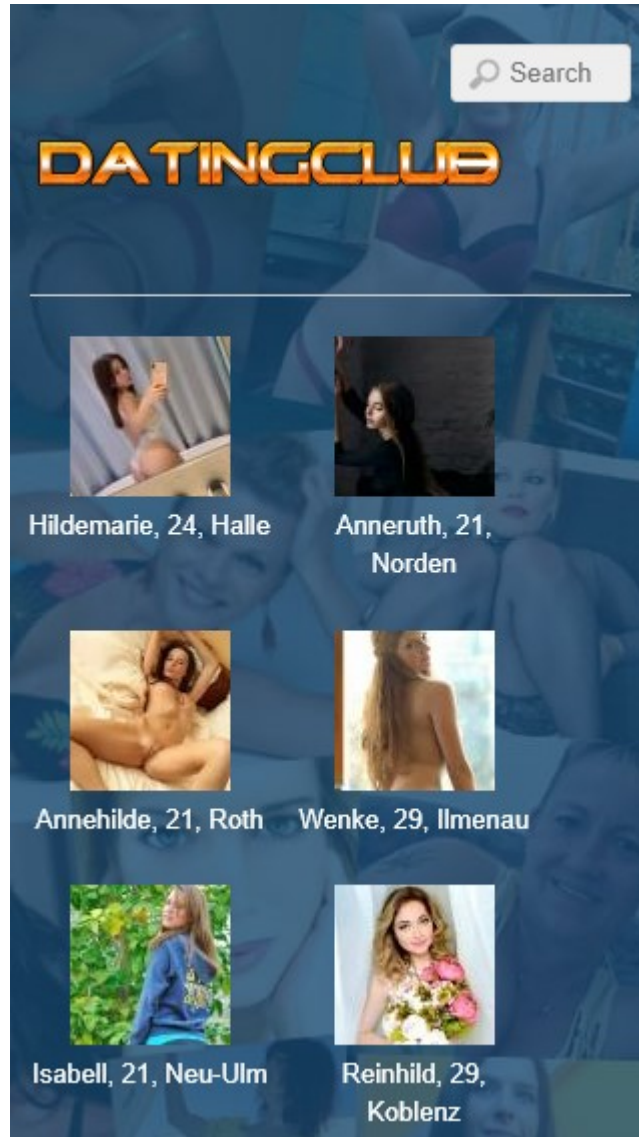 Search
DATINGCLUB
Hildemarie, 24, Halle
Anneruth, 21,
Norden
Annehilde, 21, Roth
Wenke, 29, Ilmenau
Isabell, 21, Neu-Ulm
Reinhild, 29,
Koblenz